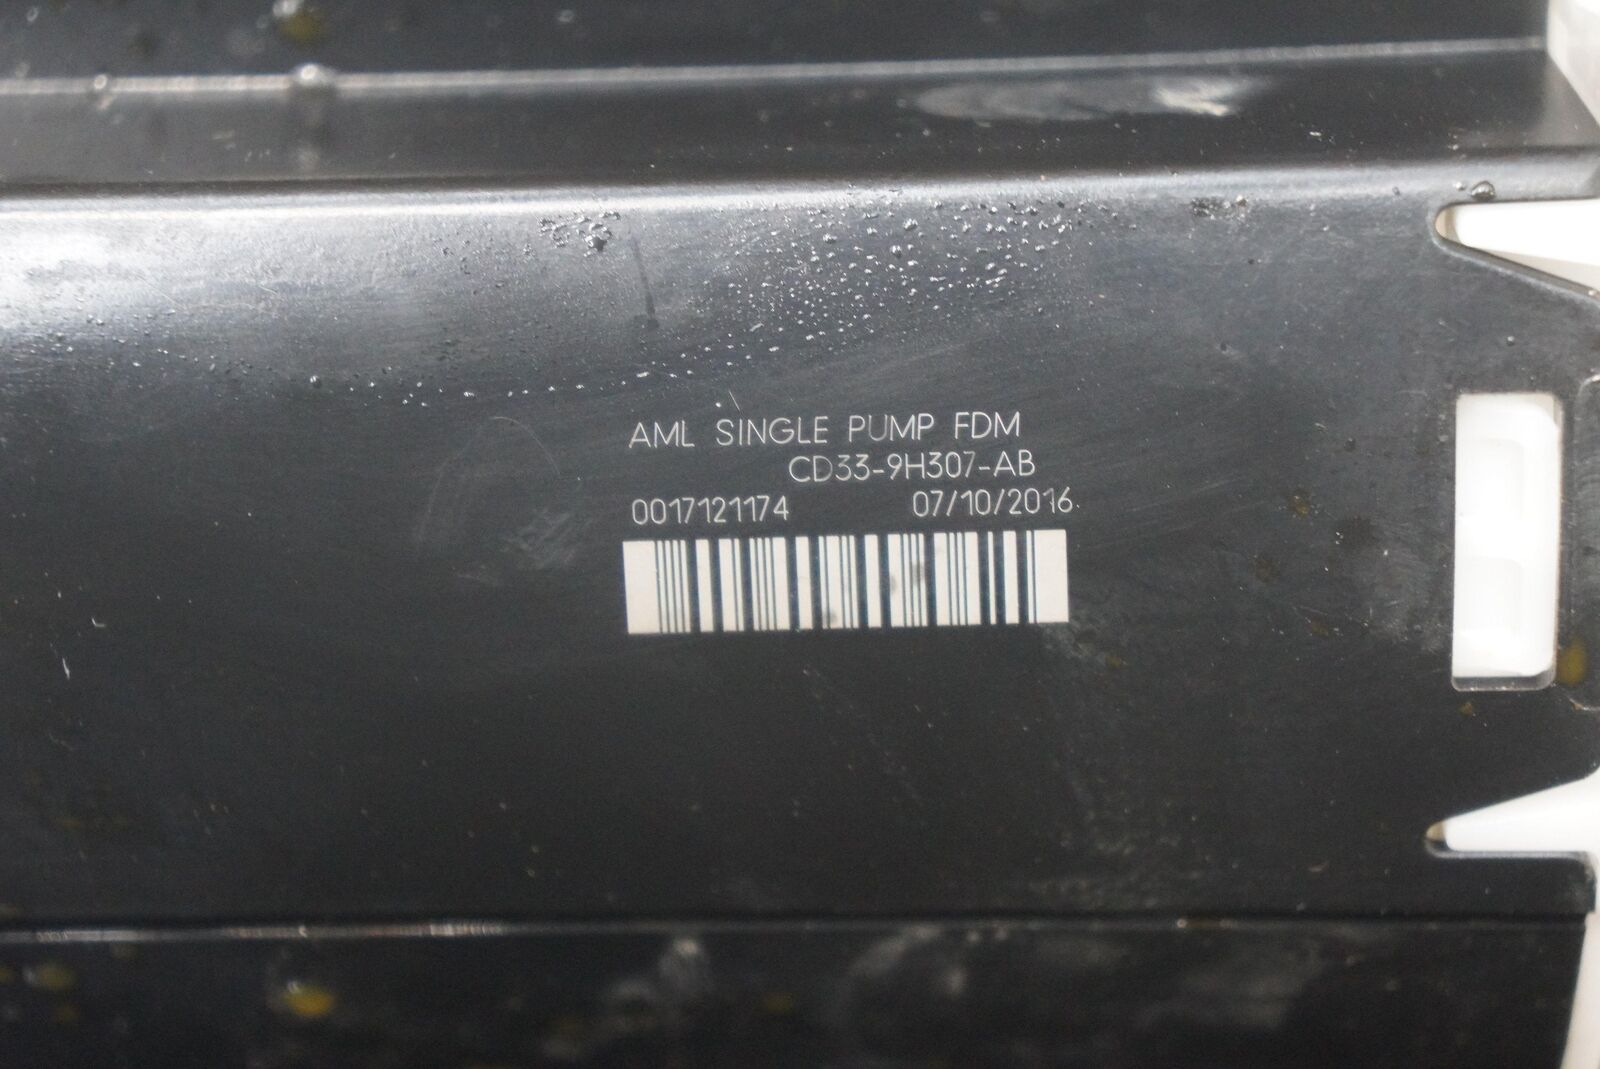 AML SINGLE PUMP FDM
CD33-9H307-AB
0017121174 07/10/2016